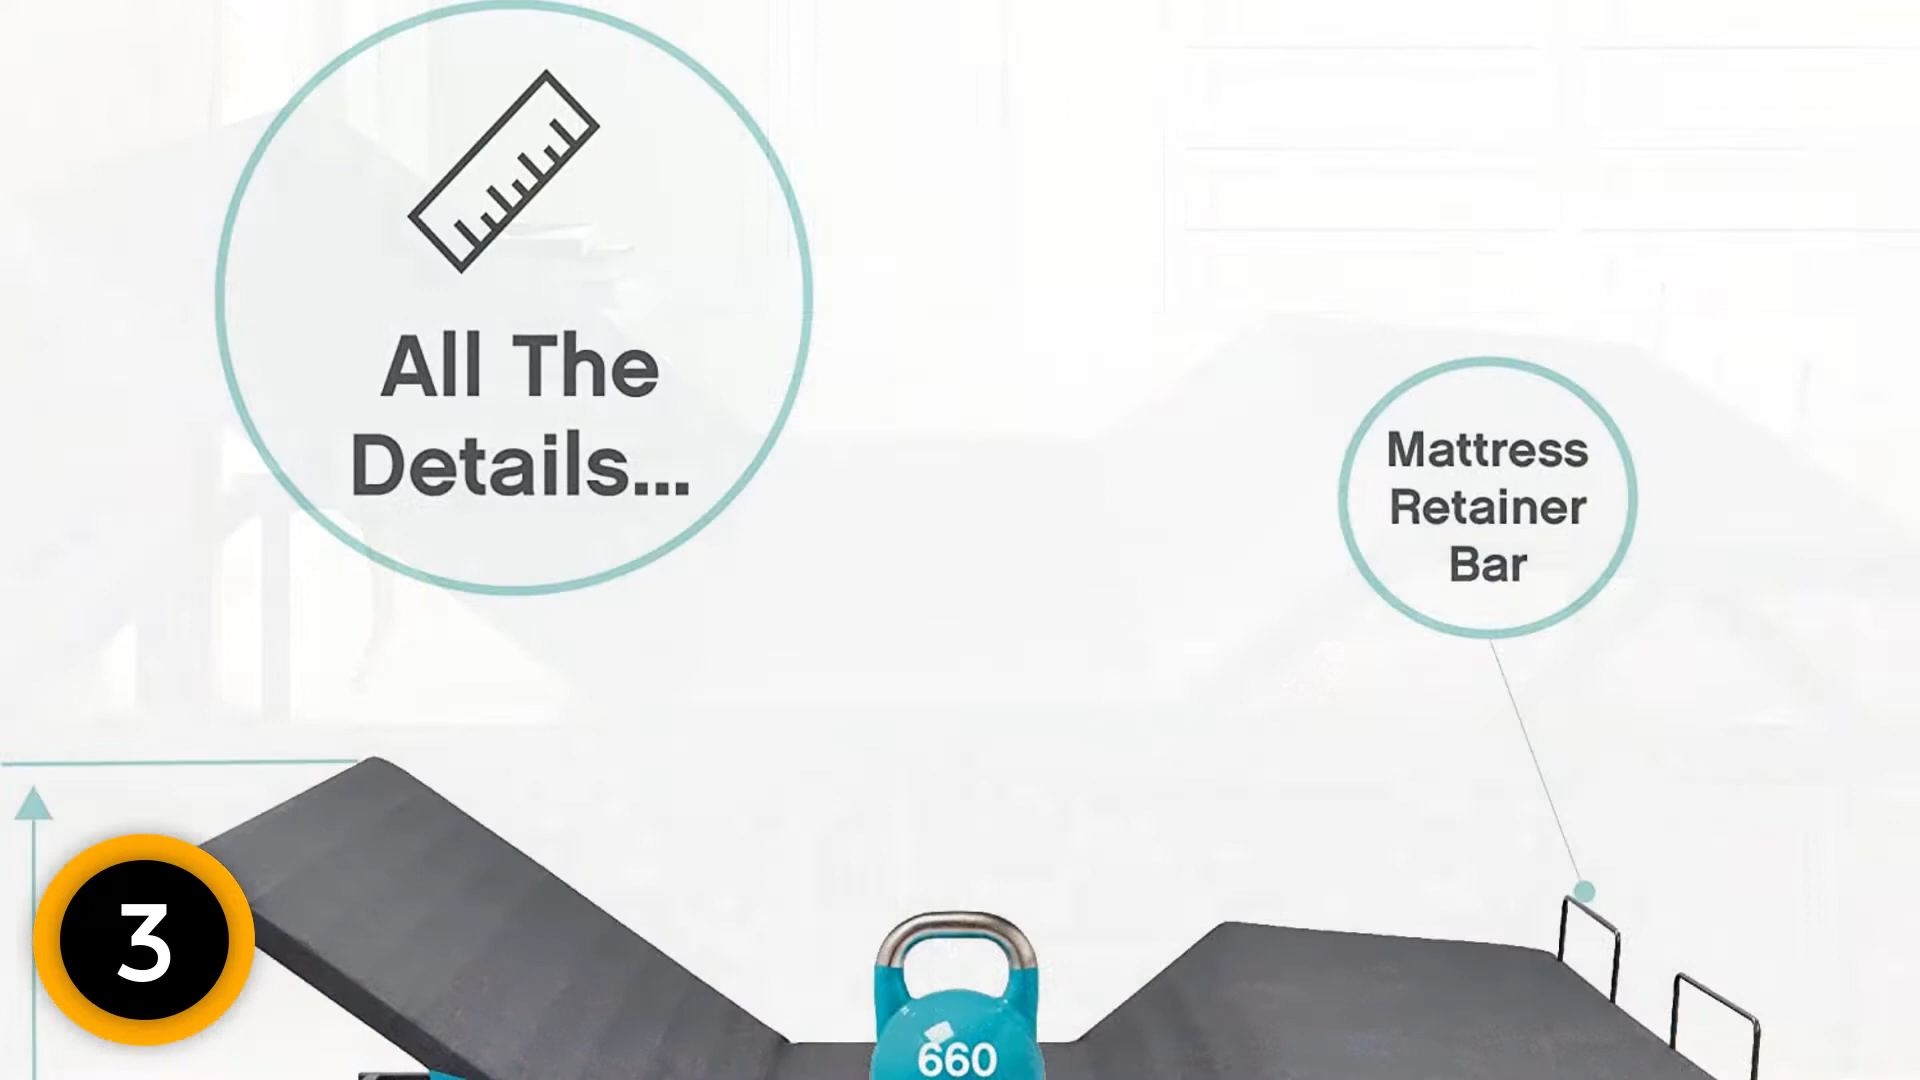 All The
Details...
Mattress
Retainer
Bar
3
660